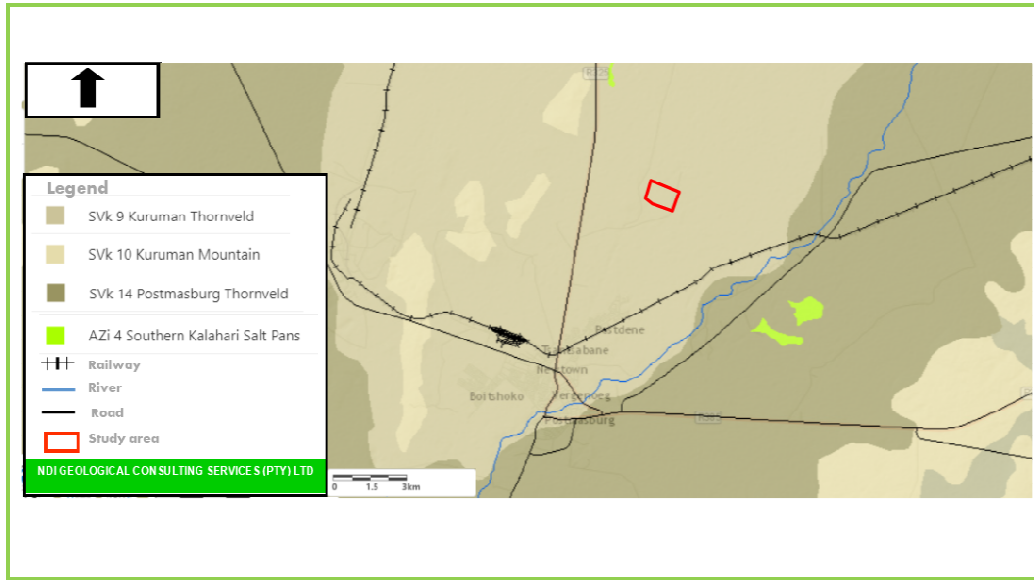 Legend
SVk 9 Kuruman Thornveld
SVk 10 Kuruman Mountain
SVk 14 Postmasburg Thornveld
AZi 4 Southern Kalahari Salt Pans
Railway
River
Road
Study area
NDI GEOLOGICAL CONSULTING SERVICES (PTY) LTD
0 1.5 3km
Postdene
Newtown
Boitshoko
Postmasburg